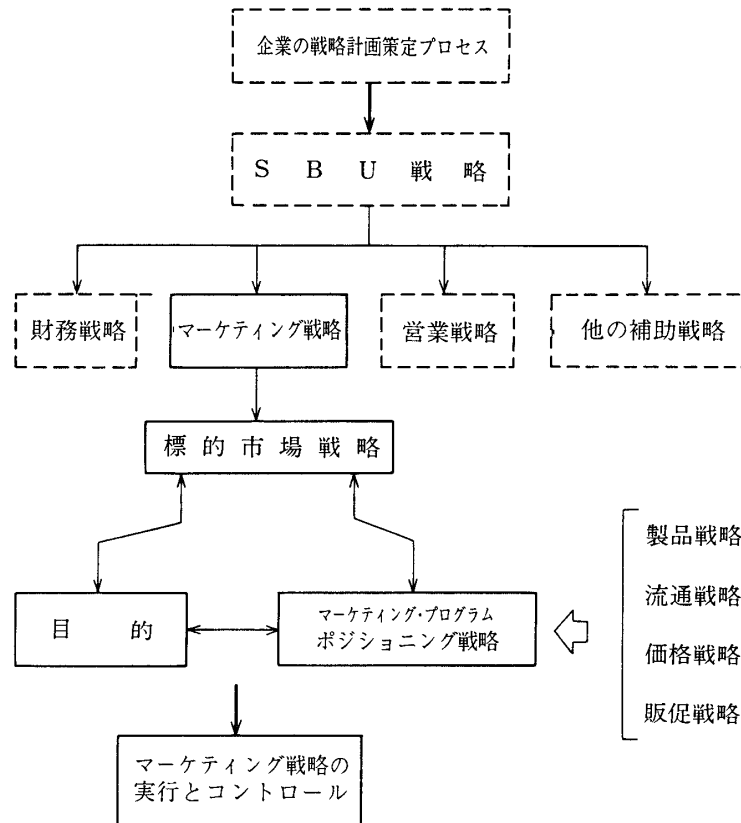 企業の戦略計画策定プロセス
SBU戦略
財務戦略
マーケティング戦略
営業戦略
他の補助戦略
標的市場戦略
目的
マーケティング・プログラム
ポジショニング戦略
製品戦略
流通戦略
価格戦略
販促戦略
マーケティング戦略の
実行とコントロール